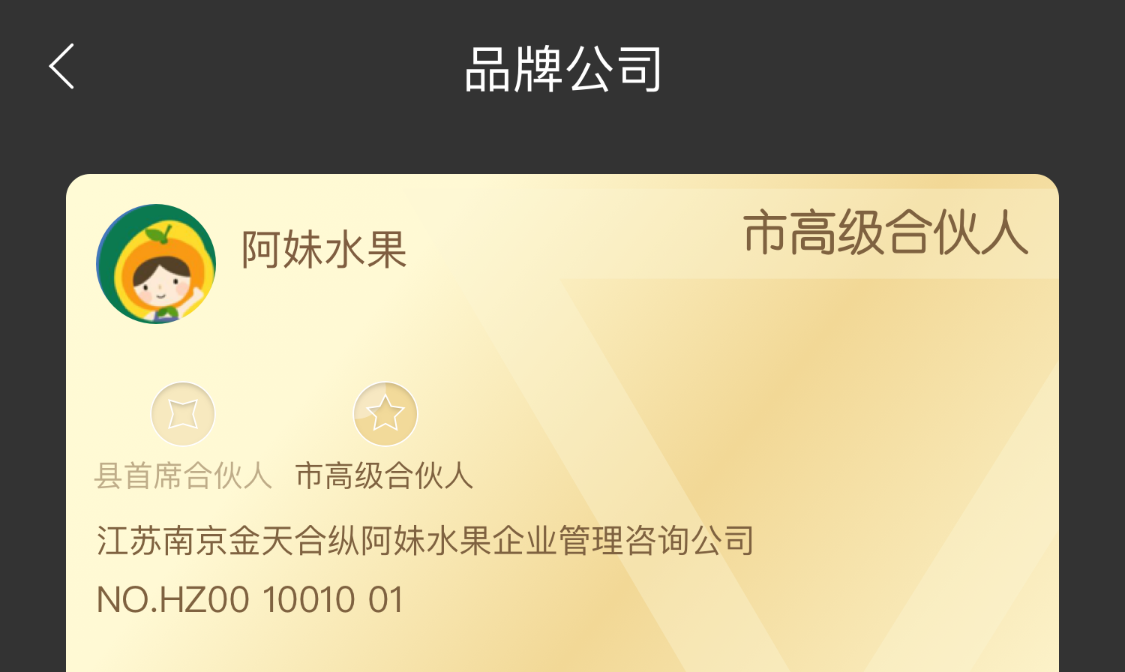 品牌公司
阿妹水果
市高级合伙人
县首席合伙人 市高级合伙人
江苏南京金天合纵阿妹水果企业管理咨询公司
NO.HZ00 10010 01